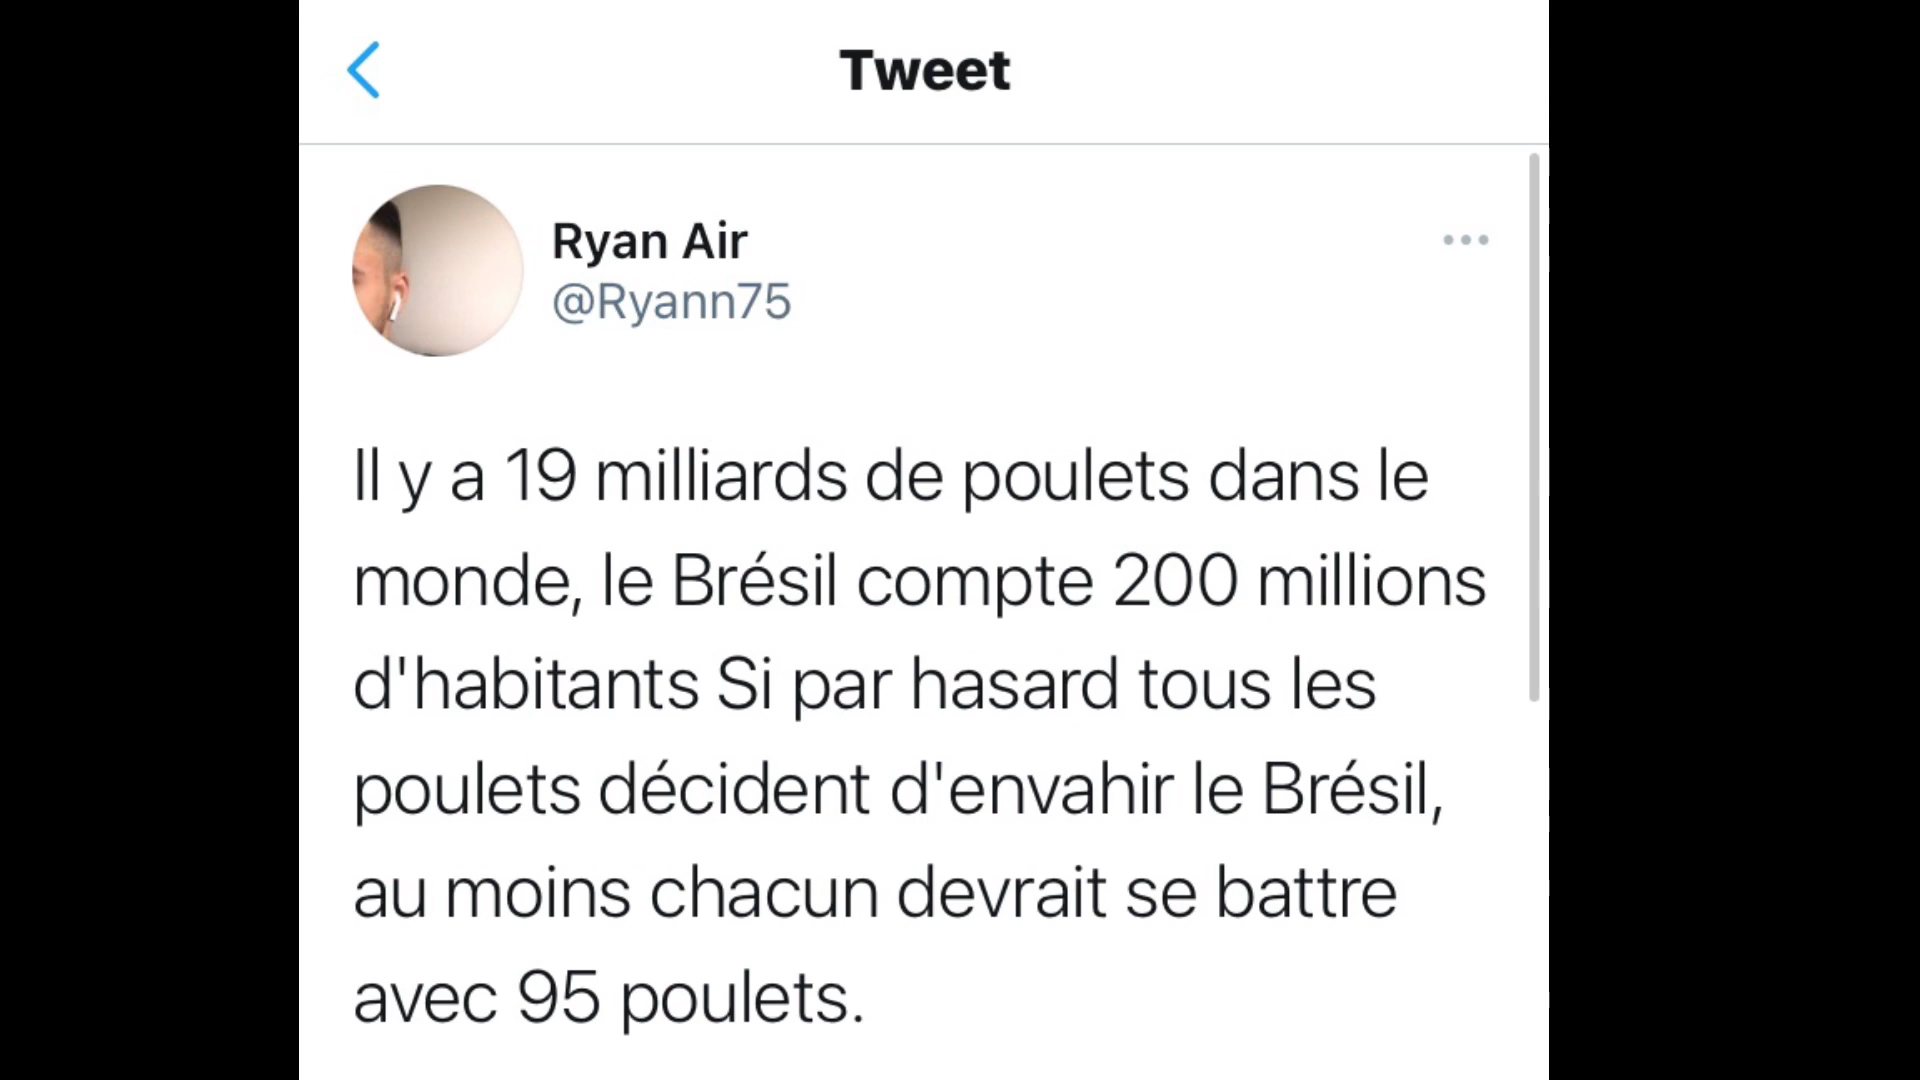 Tweet
Ryan Air
@Ryann75
Il y a 19 milliards de poulets dans le
monde, le Brésil compte 200 millions
d'habitants Si par hasard tous les
poulets décident d'envahir le Brésil,
au moins chacun devrait se battre
avec 95 poulets.